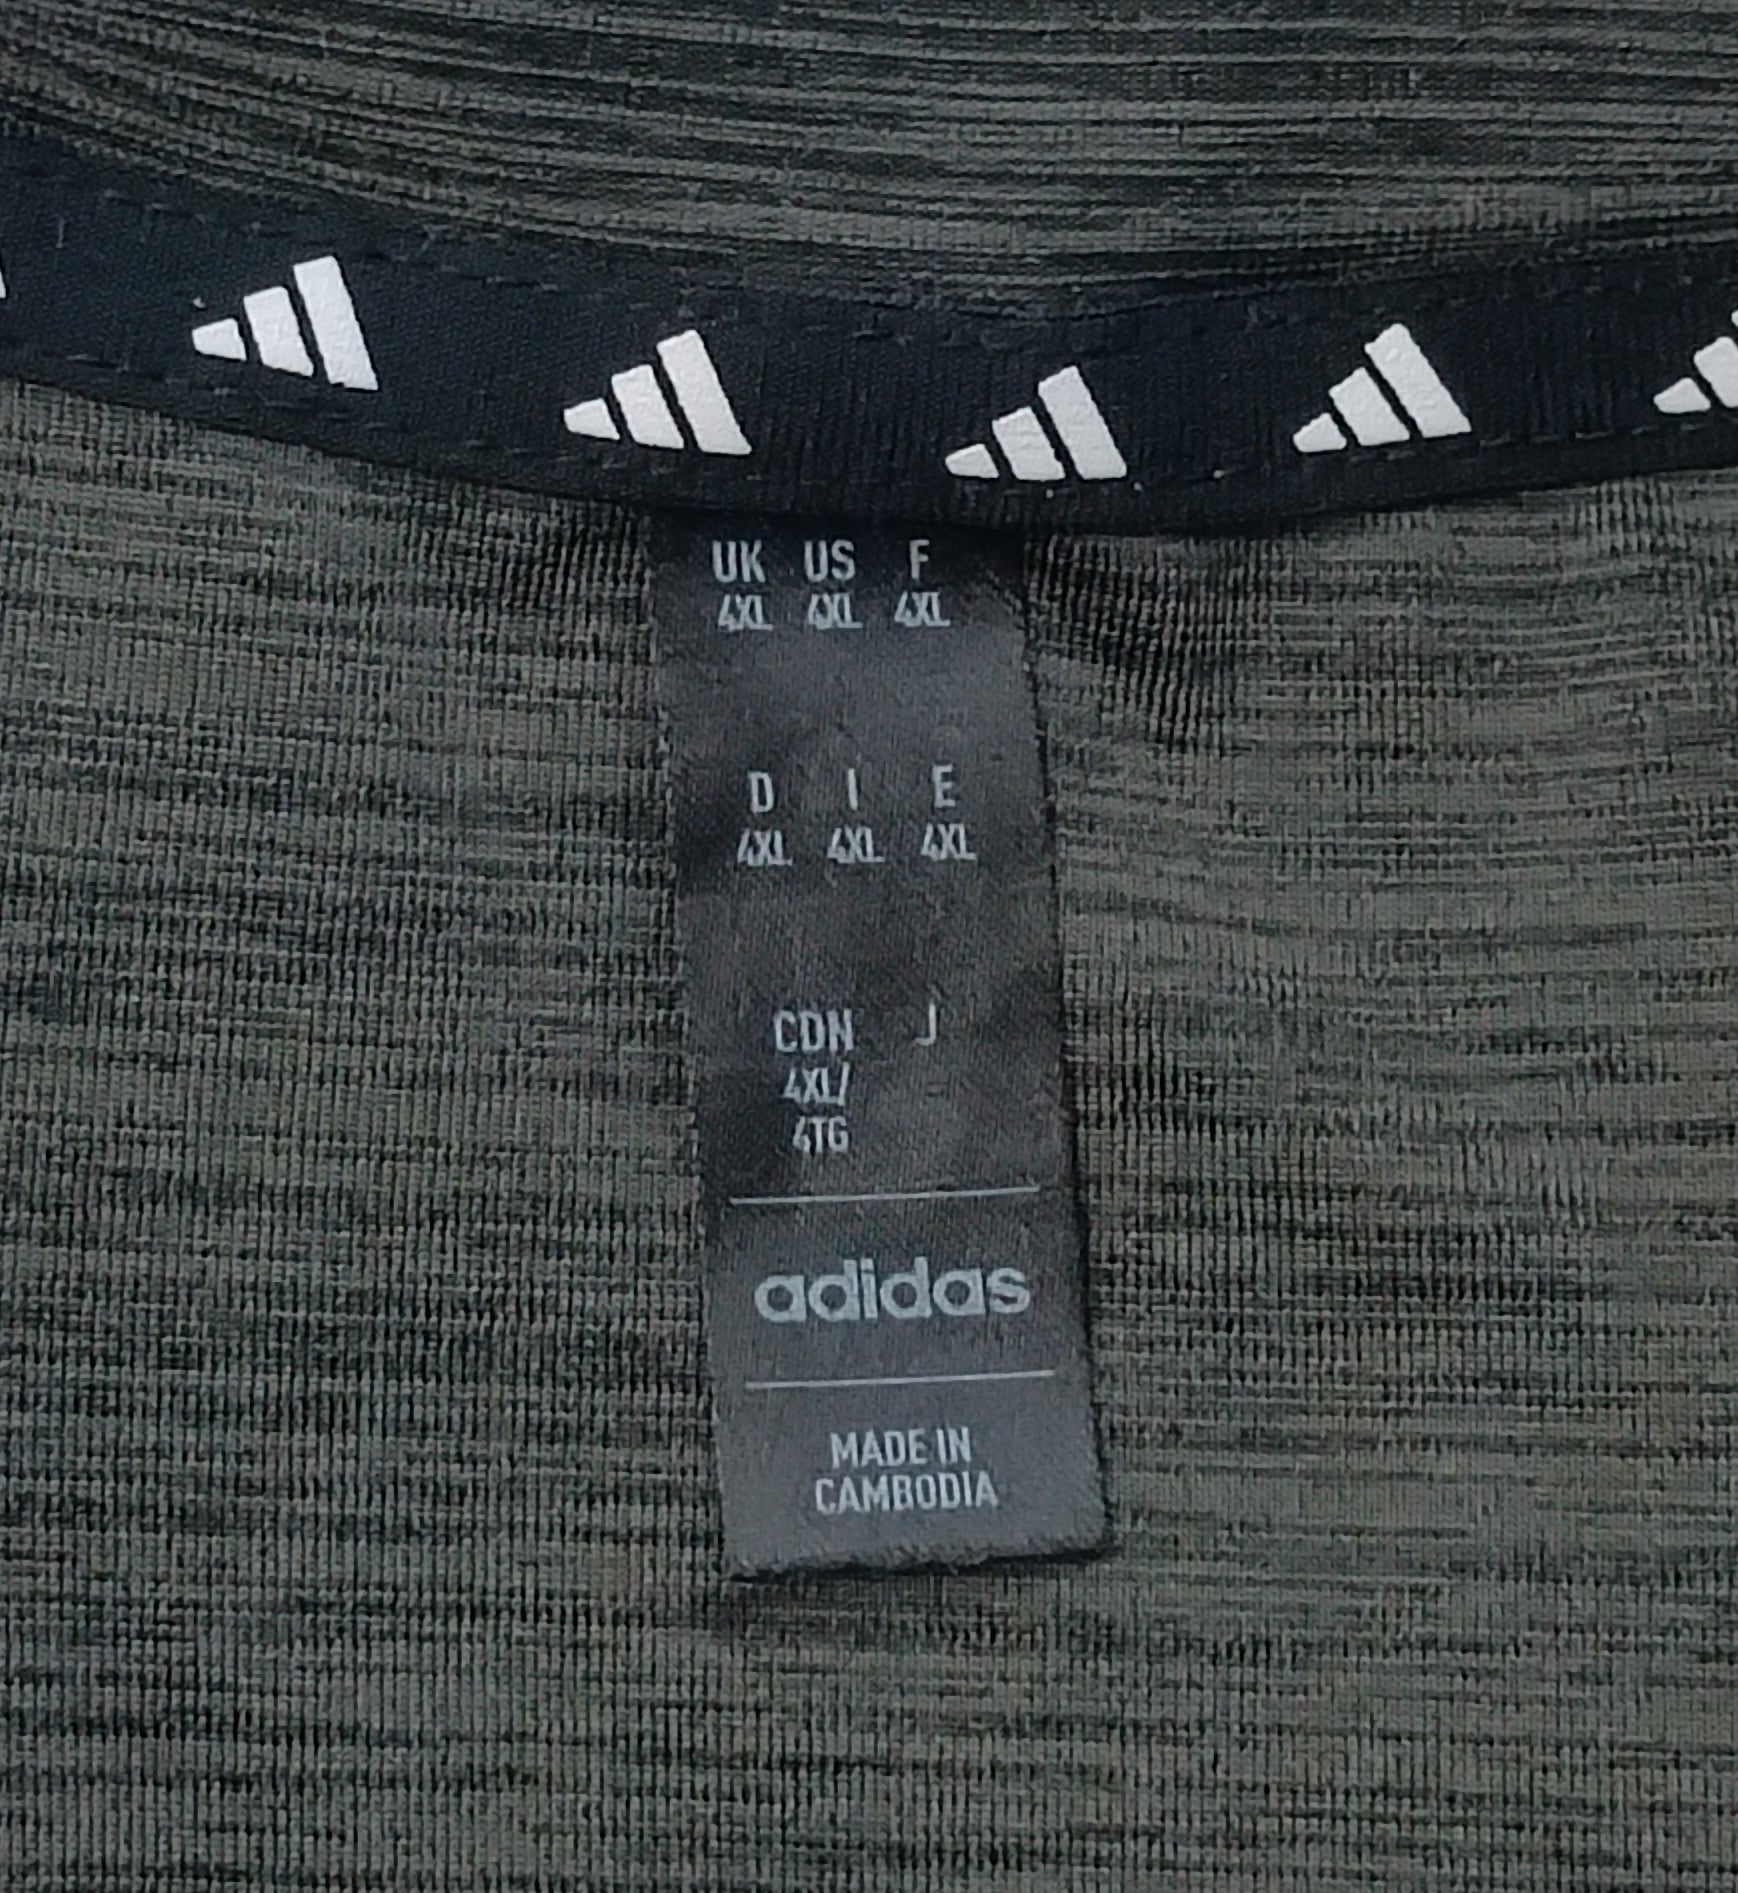 UK US F
4XL 4XL 4XL
D I E
4XL 4XL 4XL
CDN J
4XL/ -
4TG
adidas
MADE IN
CAMBODIA